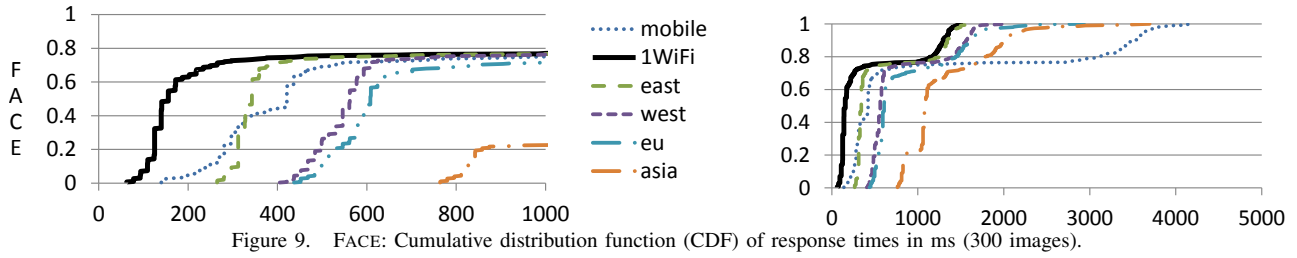 F
A
C
E
1
0.8
0.6
0.4
0.2
0
0 200 400 600 800 1000
mobile
1WiFi
east
west
eu
asia
1
0.8
0.6
0.4
0.2
0
0 1000 2000 3000 4000 5000
Figure 9. FACE: Cumulative distribution function (CDF) of response times in ms (300 images).